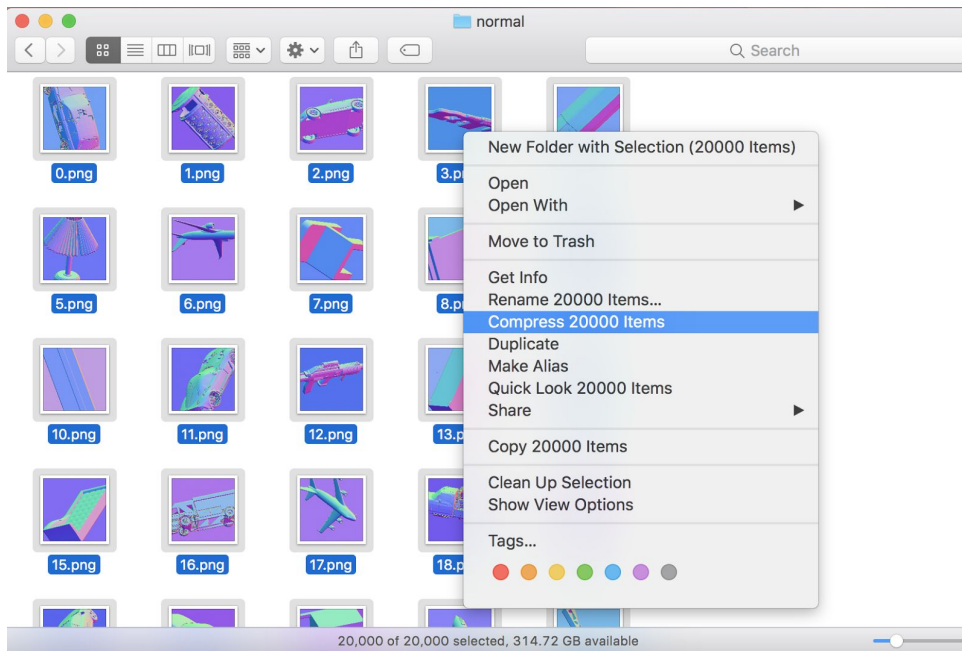 normal
Search
0.png
1.png
2.png
5.png
6.png
7.png
10.png
11.png
12.png
15.png
16.png
17.png
New Folder with Selection (20000 Items)
Open
Open With
Move to Trash
Get Info
Rename 20000 Items...
Compress 20000 Items
Duplicate
Make Alias
Quick Look 20000 Items
Share
Copy 20000 Items
Clean Up Selection
Show View Options
Tags...
20,000 of 20,000 selected, 314.72 GB available